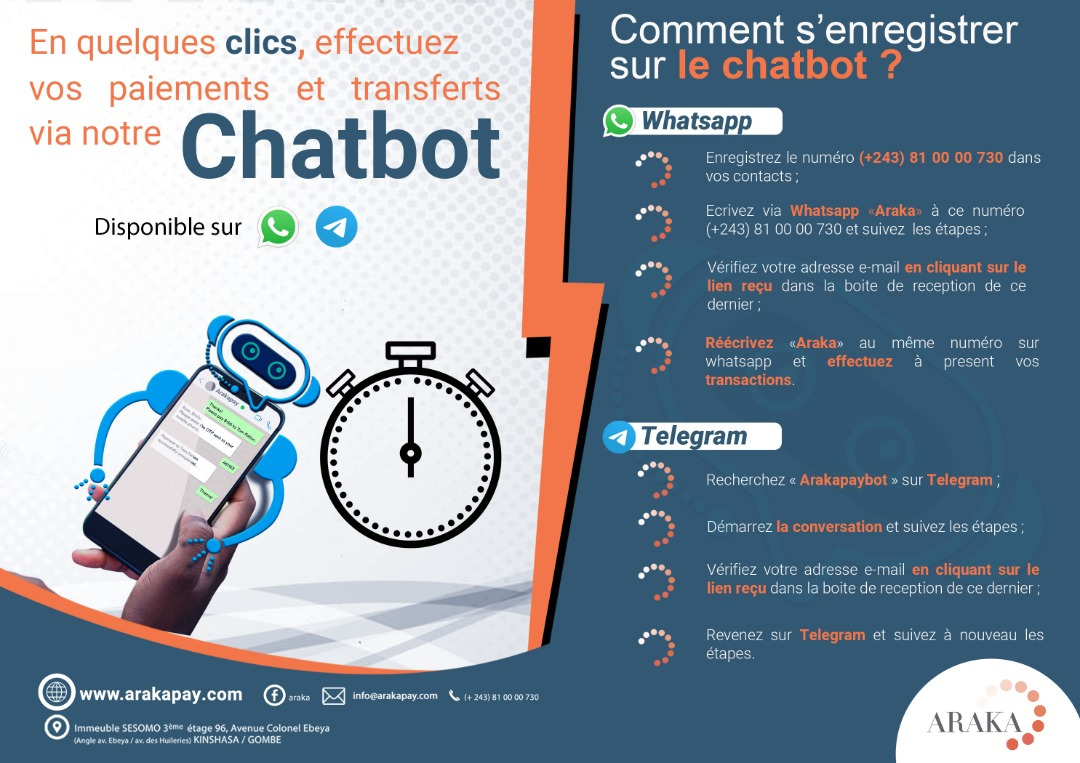 En quelques clics, effectuez
vos paiements et transferts
via notre Chatbot
Disponible sur
Arakapay
www.arakapay.com
araka
info@arakapay.com
(+ 243) 81 00 00 730
Immeuble SESOMO 3ème étage 96, Avenue Colonel Ebeya
(Angle av. Ebeya / av. des Huileries) KINSHASA / GOMBE
Comment s’enregistrer
sur le chatbot ?
Whatsapp
Enregistrez le numéro (+243) 81 00 00 730 dans
vos contacts ;
Ecrivez via Whatsapp «Araka» à ce numéro
(+243) 81 00 00 730 et suivez les étapes ;
Vérifiez votre adresse e-mail en cliquant sur le
lien reçu dans la boite de reception de ce
dernier ;
Réécrivez «Araka» au même numéro sur
whatsapp et effectuez à present vos
transactions.
Telegram
Recherchez « Arakapaybot » sur Telegram ;
Démarrez la conversation et suivez les étapes ;
Vérifiez votre adresse e-mail en cliquant sur le
lien reçu dans la boite de reception de ce dernier ;
Revenez sur Telegram et suivez à nouveau les
étapes.
ARAKA